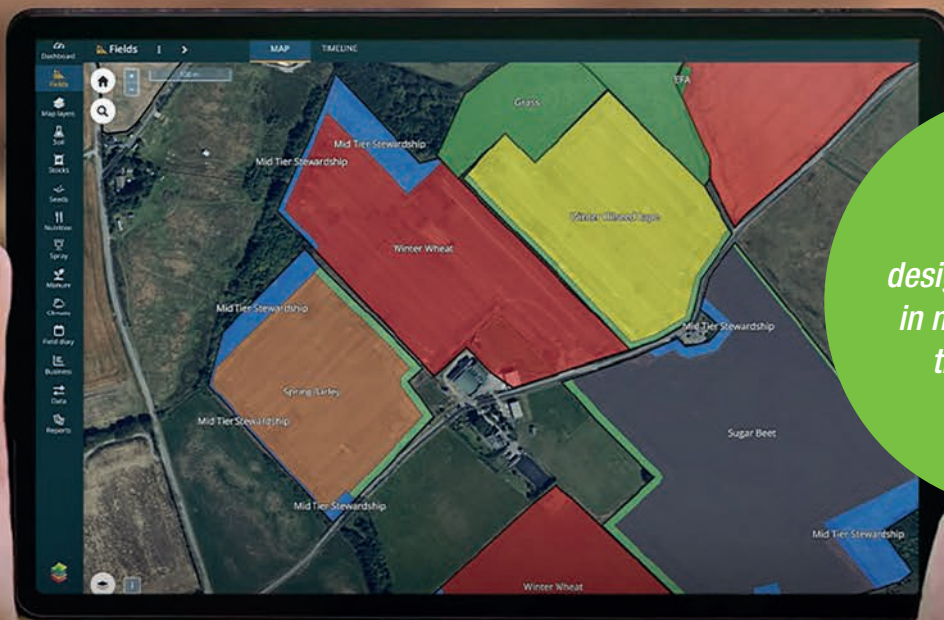 Dashboard
Fields
MAP
TIMELINE
Fields
Map layers
Soil
Stocks
Seeds
Nutrition
Spray
Manure
Climate
Field diary
Business
Data
Reports
100 m
Grass
EFA
Mid Tier Stewardship
Mid Tier Stewardship
Winter Oilseed Rape
Winter Wheat
Mid Tier Stewardship
Mid Tier Stewardship
Spring Barley
Mid Tier Stewardship
Sugar Beet
Mid Tier Stewardship
Mid Tier Stewardship
Winter Wheat
in